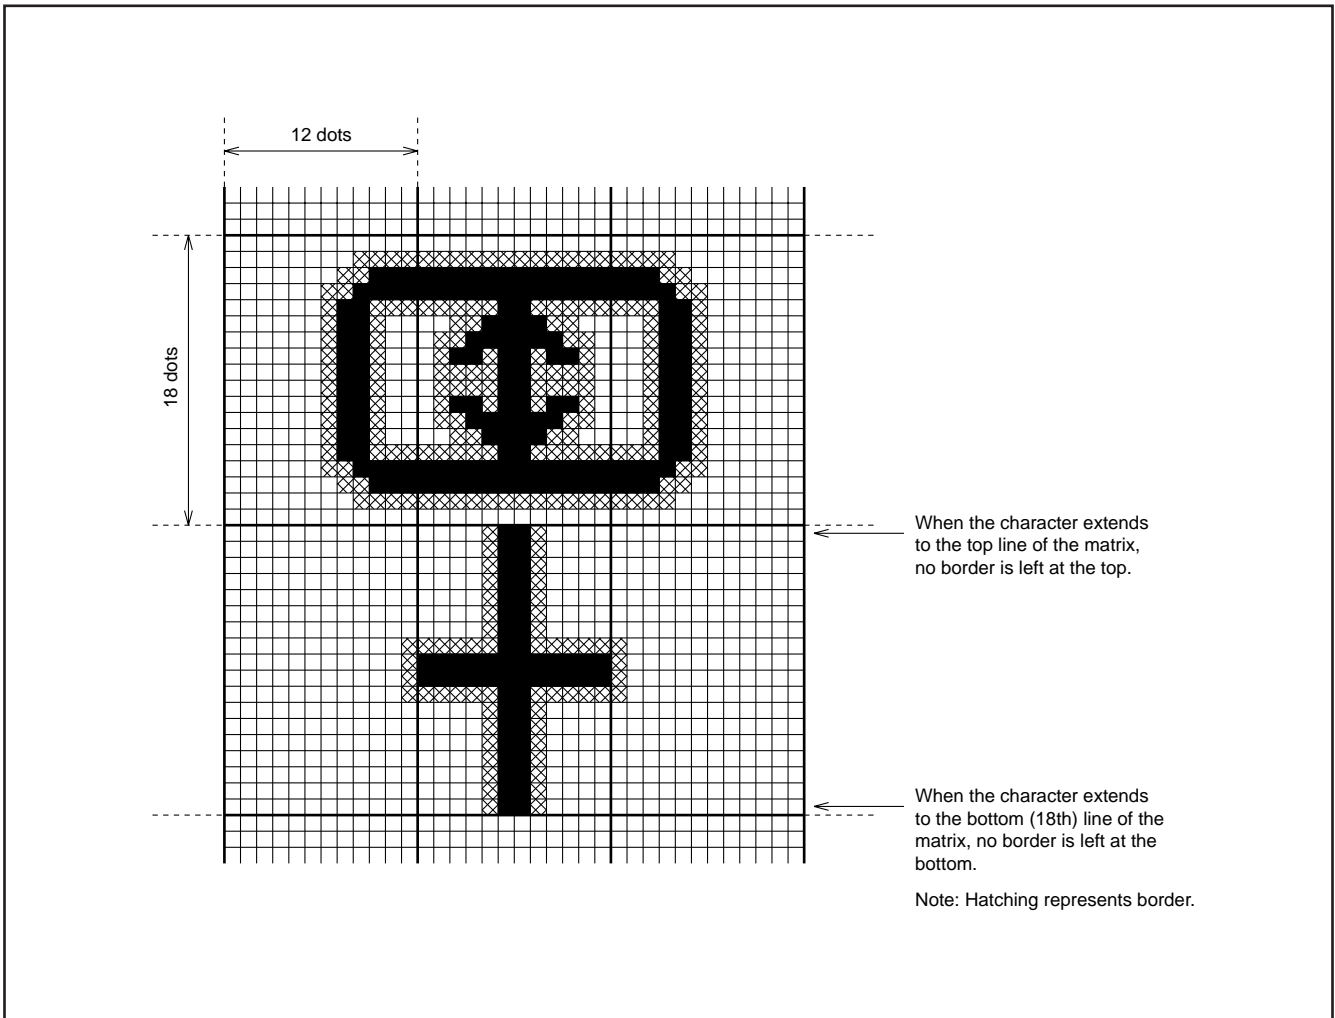 12 dots
18 dots
When the character extends
to the top line of the matrix,
no border is left at the top.
When the character extends
to the bottom (18th) line of the
matrix, no border is left at the
bottom.
Note: Hatching represents border.